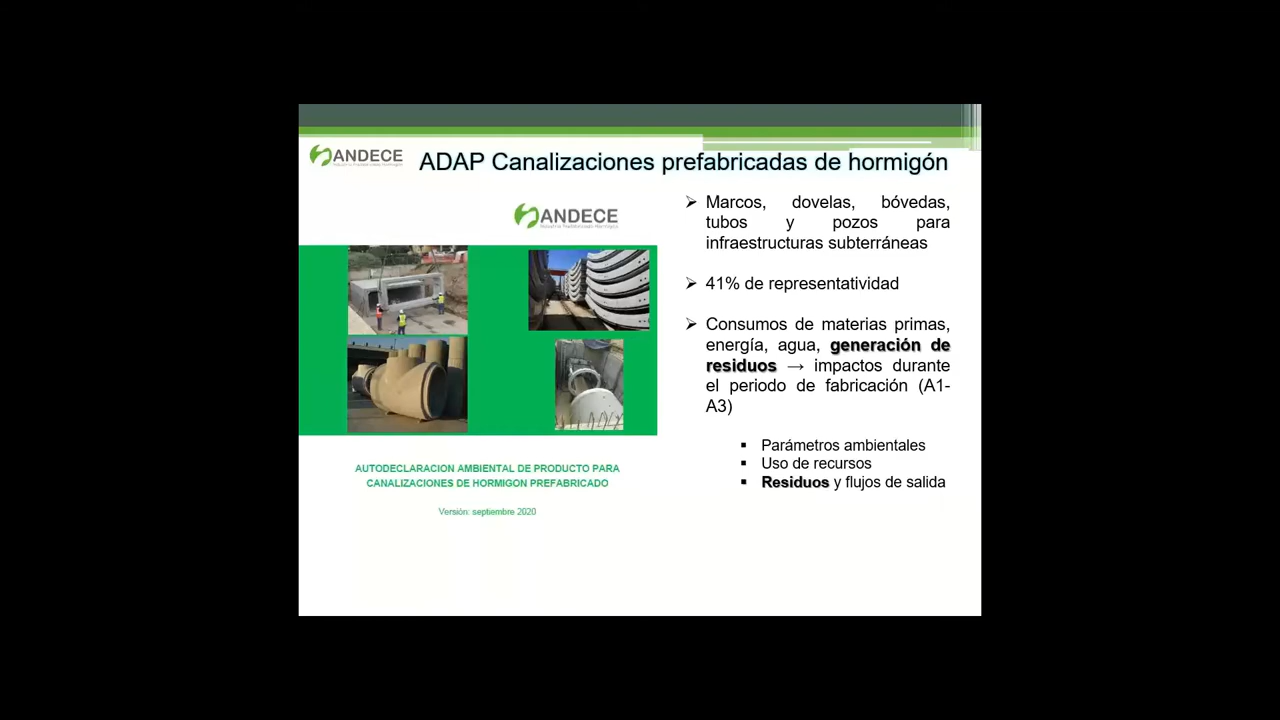 ANDECE
ADAP Canalizaciones prefabricadas de hormigón
ANDECE
Marcos, dovelas, bóvedas,
tubos y pozos para
infraestructuras subterráneas
41% de representatividad
Consumos de materias primas,
energía, agua, generación de
residuos → impactos durante
el periodo de fabricación (A1-
A3)
Parámetros ambientales
Uso de recursos
Residuos y flujos de salida
AUTODECLARACION AMBIENTAL DE PRODUCTO PARA
CANALIZACIONES DE HORMIGON PREFABRICADO
Versión: septiembre 2020